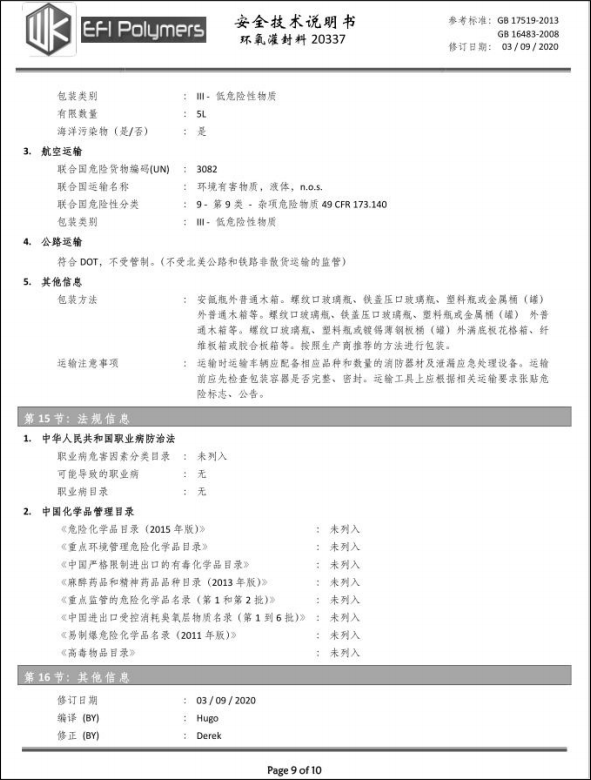 WK EFI Polymers
安全技术说明书
环氧灌封料 20337
参考标准：GB 17519-2013
GB 16483-2008
修订日期： 03 / 09 / 2020
包装类别 ： III - 低危险性物质
有限数量 ： 5L
海洋污染物（是/否） ： 是
3. 航空运输
联合国危险货物编码(UN) ： 3082
联合国运输名称 ： 环境有害物质，液体，n.o.s.
联合国危险性分类 ： 9 - 第 9 类 - 杂项危险物质 49 CFR 173.140
包装类别 ： III - 低危险性物质
4. 公路运输
符合 DOT，不受管制。（不受北美公路和铁路非散货运输的监管）
5. 其他信息
包装方法 ： 安瓿瓶外普通木箱。螺纹口玻璃瓶、铁盖压口玻璃瓶、塑料瓶或金属桶（罐）
外普通木箱等。螺纹口玻璃瓶、铁盖压口玻璃瓶、塑料瓶或金属桶（罐） 外普
通木箱等。螺纹口玻璃瓶、塑料瓶或镀锡薄钢板桶（罐）外满底板花格箱、纤
维板箱或胶合板箱等。按照生产商推荐的方法进行包装。
运输注意事项 ： 运输时运输车辆应配备相应品种和数量的消防器材及泄漏应急处理设备。运输
前应先检查包装容器是否完整、密封。运输工具上应根据相关运输要求张贴危
险标志、公告。
第 15 节：法规信息
1. 中华人民共和国职业病防治法
职业病危害因素分类目录 ： 未列入
可能导致的职业病 ： 无
职业病目录 ： 无
2. 中国化学品管理目录
《危险化学品目录（2015 年版）》 ： 未列入
《重点环境管理危险化学品目录》 ： 未列入
《中国严格限制进出口的有毒化学品目录》 ： 未列入
《麻醉药品和精神药品品种目录（2013 年版）》 ： 未列入
《重点监管的危险化学品名录（第 1 和第 2 批）》 ： 未列入
《中国进出口受控消耗臭氧层物质名录（第 1 到 6 批）》 ： 未列入
《易制爆危险化学品名录（2011 年版）》 ： 未列入
《高毒物品目录》 ： 未列入
第 16 节：其他信息
修订日期 ： 03 / 09 / 2020
编译 (BY) ： Hugo
修正 (BY) ： Derek
Page 9 of 10